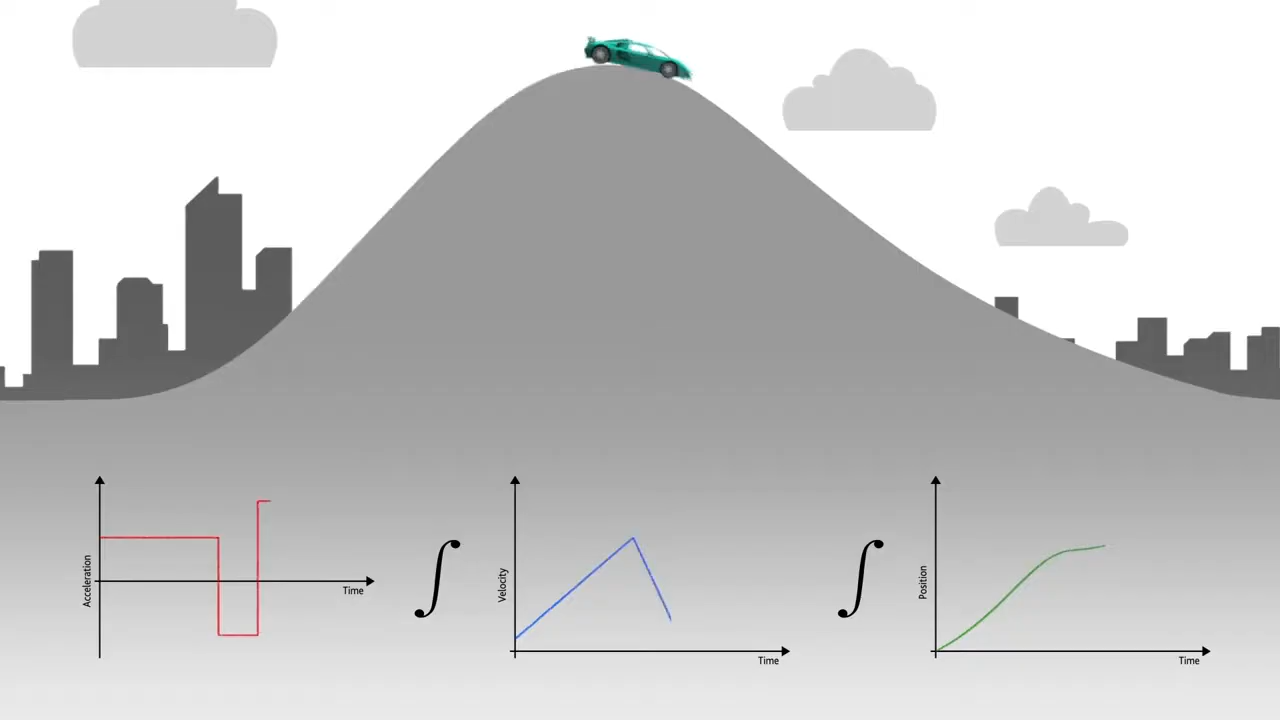 Acceleration
Time
∫
Velocity
Time
∫
Position
Time